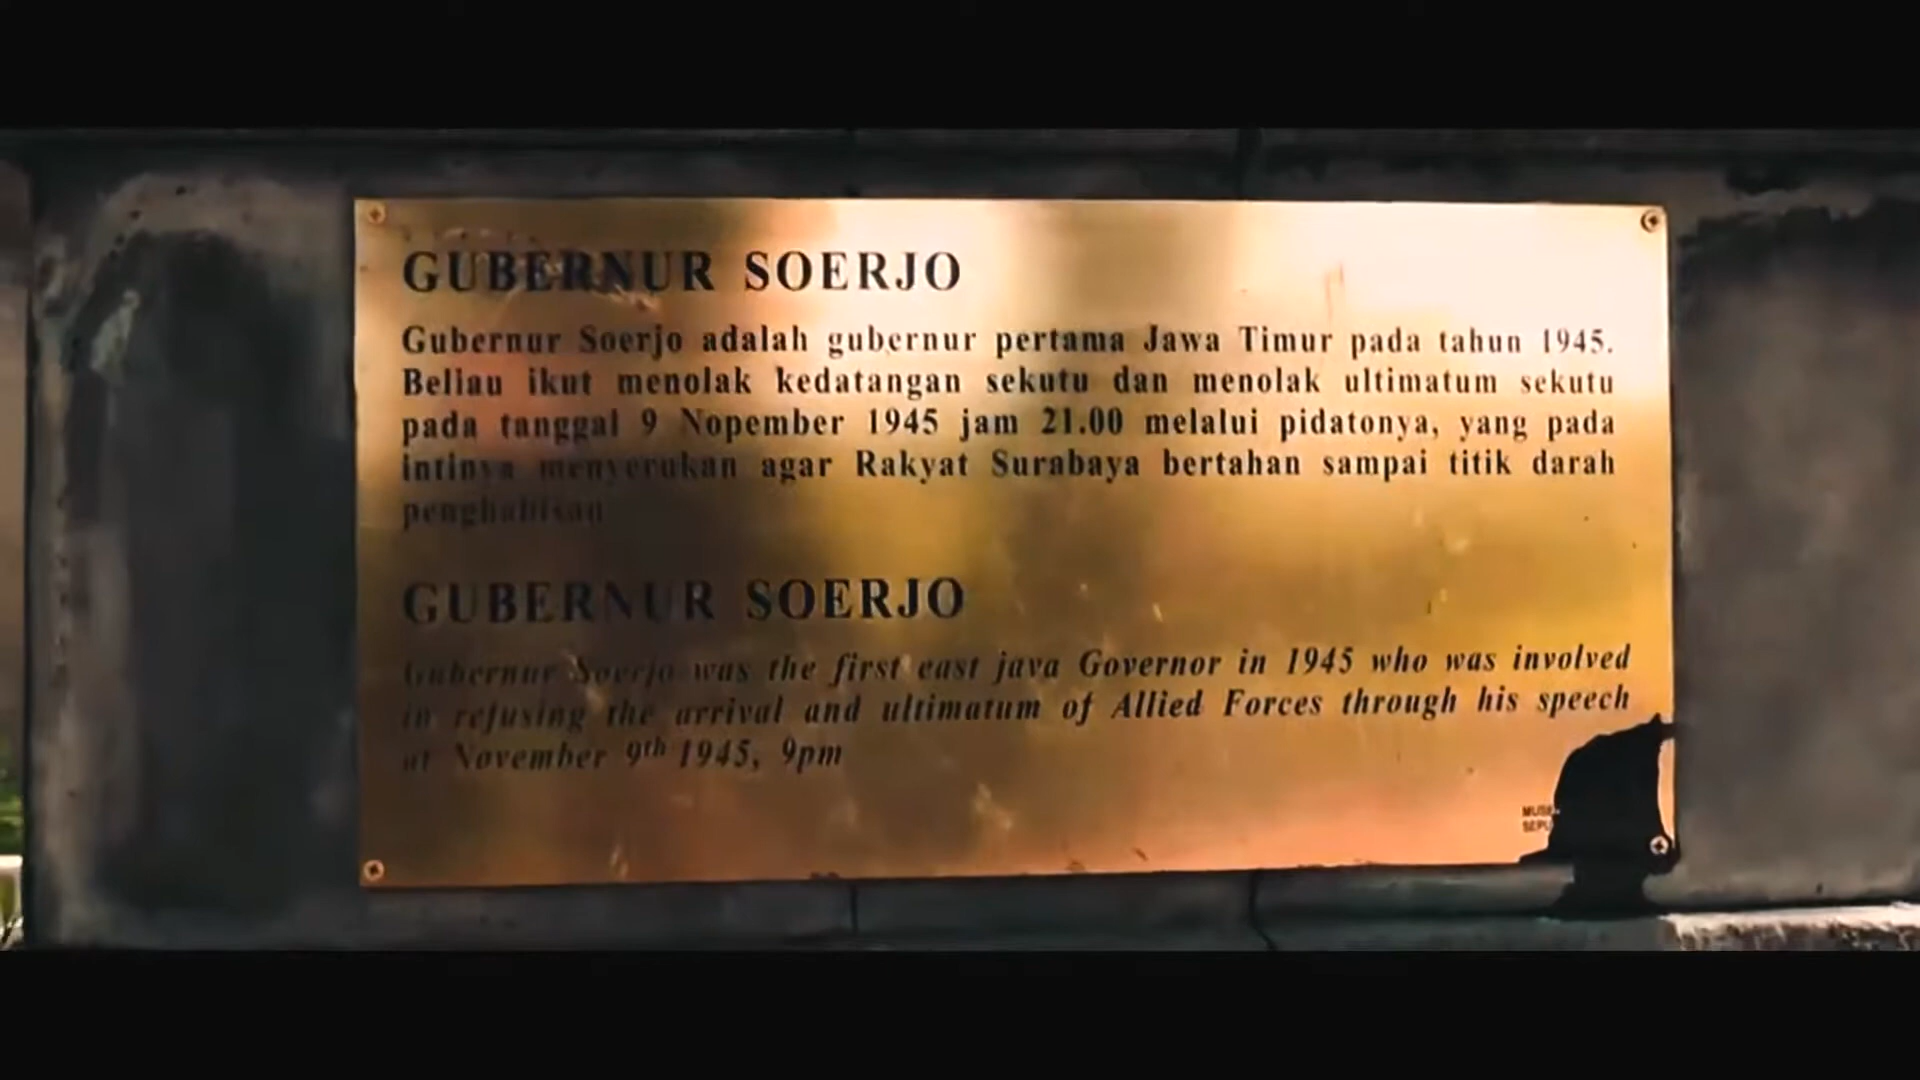 GUBERNUR SOERJO
Gubernur Soerjo adalah gubernur pertama Jawa Timur pada tahun 1945.
Beliau ikut menolak kedatangan sekutu dan menolak ultimatum sekutu
pada tanggal 9 Nopember 1945 jam 21.00 melalui pidatonya, yang pada
intinya menyerukan agar Rakyat Surabaya bertahan sampai titik darah
penghabisan
GUBERNUR SOERJO
Gubernur Soerjo was the first east java Governor in 1945 who was involved
in refusing the arrival and ultimatum of Allied Forces through his speech
at November 9th 1945, 9pm